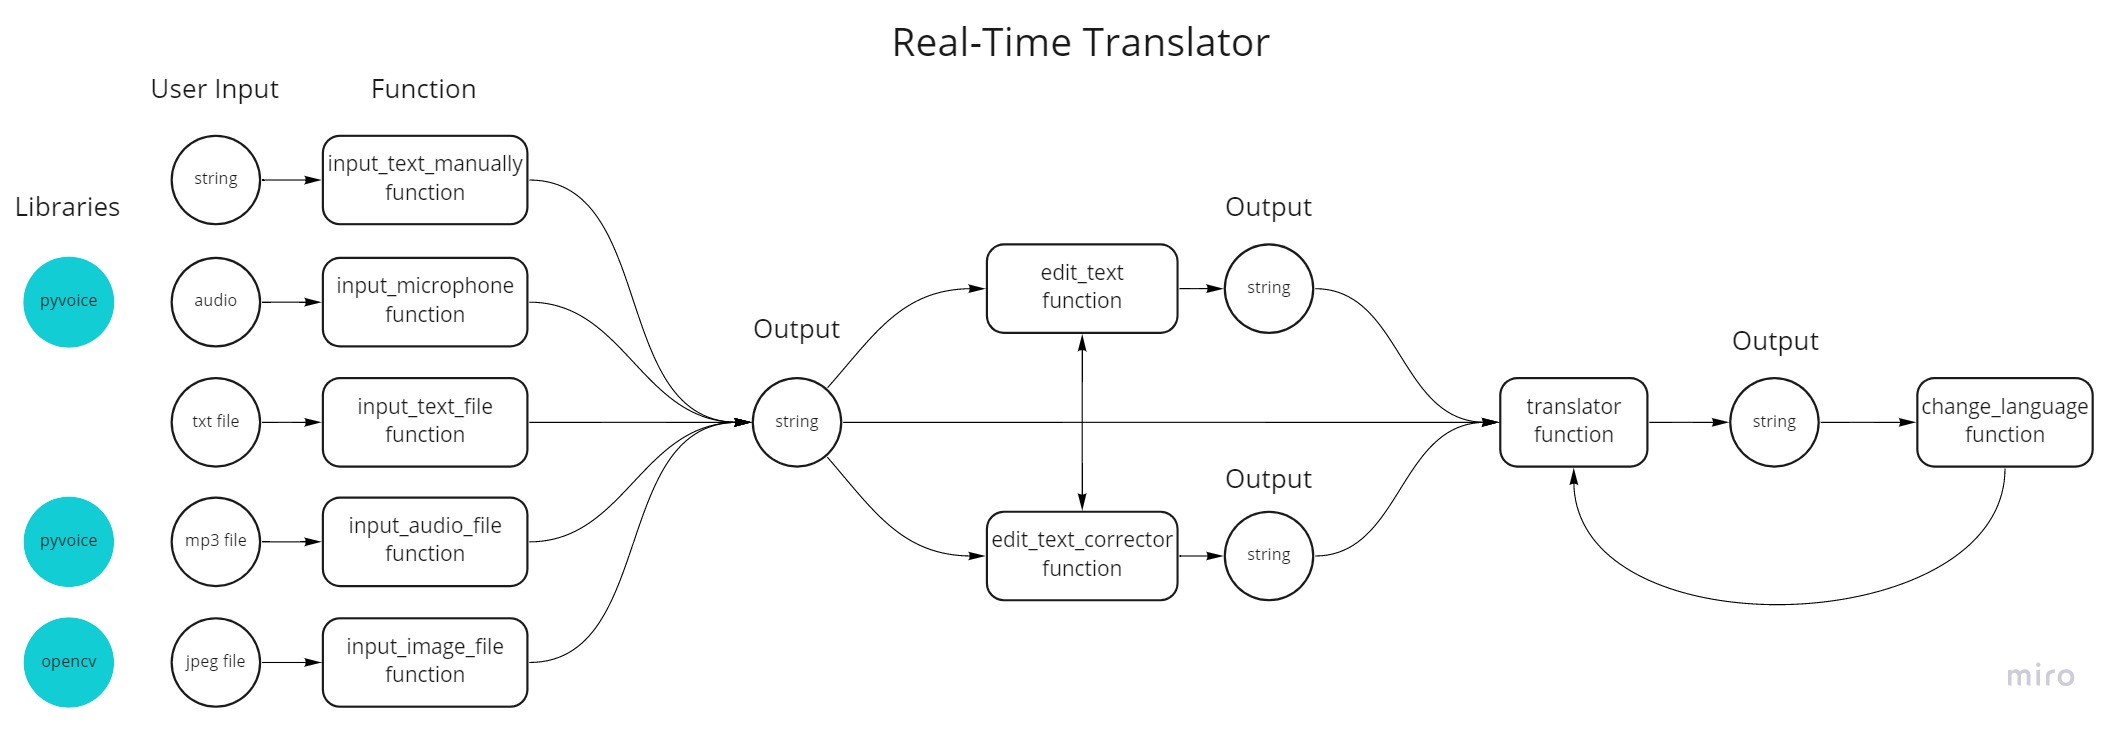 Real-Time Translator
User Input
Function
Libraries
string
input_text_manually
function
pyvoice
audio
input_microphone
function
txt file
input_text_file
function
pyvoice
mp3 file
input_audio_file
function
opencv
jpeg file
input_image_file
function
Output
string
edit_text
function
Output
string
edit_text_corrector
function
Output
string
translator
function
Output
string
change_language
function
miro